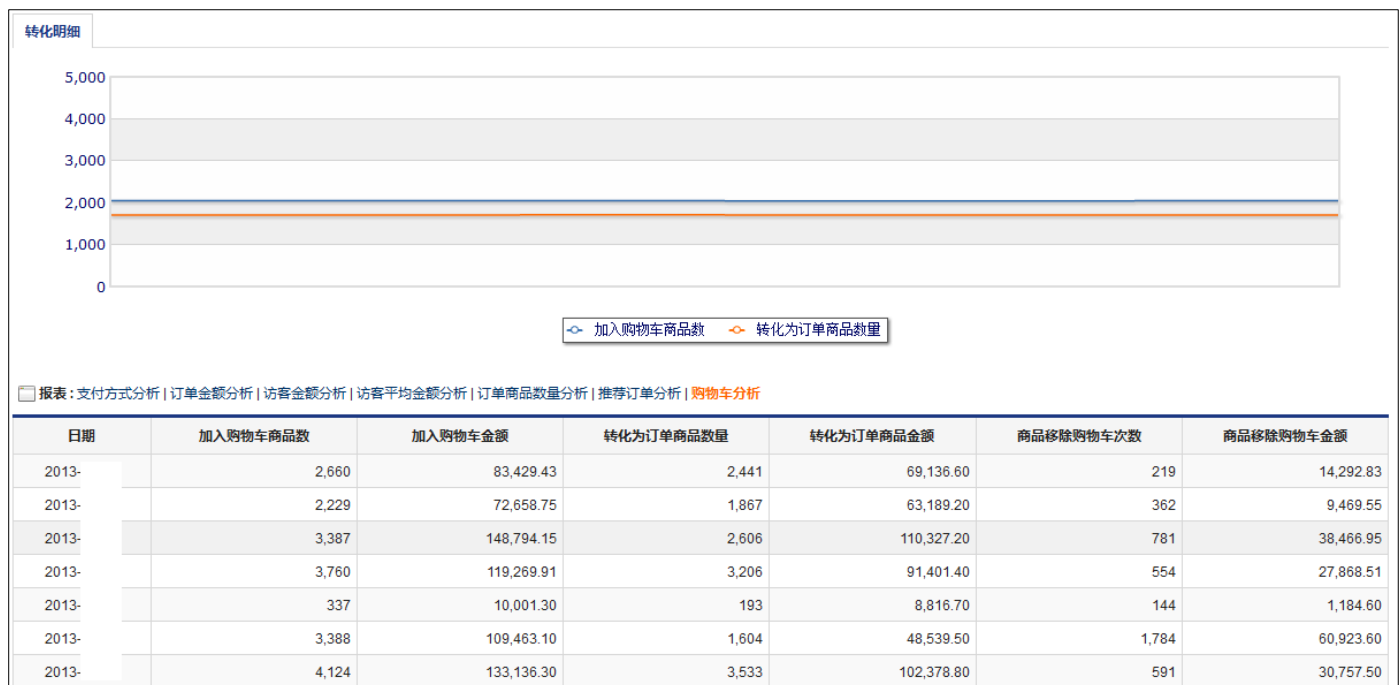 转化明细
5,000
4,000
3,000
2,000
1,000
0
加入购物车商品数 转化为订单商品数量
报表 : 支付方式分析 | 订单金额分析 | 访客金额分析 | 访客平均金额分析 | 订单商品数量分析 | 推荐订单分析 | 购物车分析
日期 加入购物车商品数 加入购物车金额 转化为订单商品数量 转化为订单商品金额 商品移除购物车次数 商品移除购物车金额
2013- 2,660 83,429.43 2,441 69,136.60 219 14,292.83
2013- 2,229 72,658.75 1,867 63,189.20 362 9,469.55
2013- 3,387 148,794.15 2,606 110,327.20 781 38,466.95
2013- 3,760 119,269.91 3,206 91,401.40 554 27,868.51
2013- 337 10,001.30 193 8,816.70 144 1,184.60
2013- 3,388 109,463.10 1,604 48,539.50 1,784 60,923.60
2013- 4,124 133,136.30 3,533 102,378.80 591 30,757.50